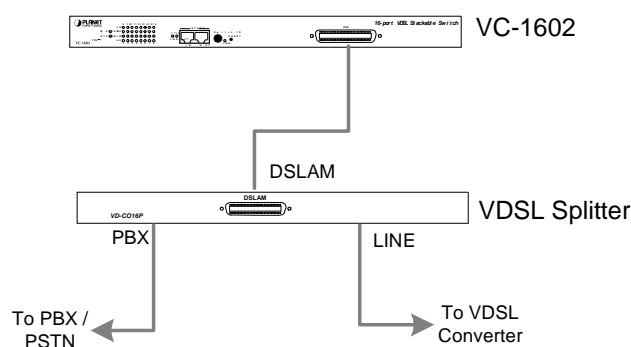 PLANET
16-port VDSL Stackable Switch
VC-1602
VC-1602
DSLAM
DSLAM
VD-CO16P
VDSL Splitter
PBX
LINE
To PBX /
PSTN
To VDSL
Converter